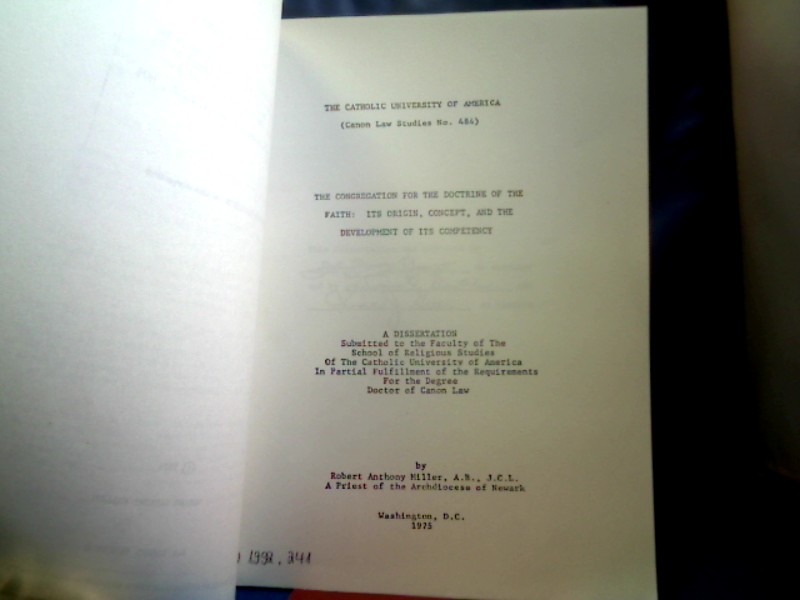 THE CATHOLIC UNIVERSITY OF AMERICA
(Canon Law Studies No. 484)
THE CONGREGATION FOR THE DOCTRINE OF THE
FAITH: ITS ORIGIN, CONCEPT, AND THE
DEVELOPMENT OF ITS COMPETENCY
A DISSERTATION
Submitted to the Faculty of The
School of Religious Studies
Of The Catholic University of America
In Partial Fulfillment of the Requirements
For the Degree
Doctor of Canon Law
by
Robert Anthony Miller, A.B., J.C.L.
A Priest of the Archdiocese of Newark
Washington, D.C.
1975
1998, 241